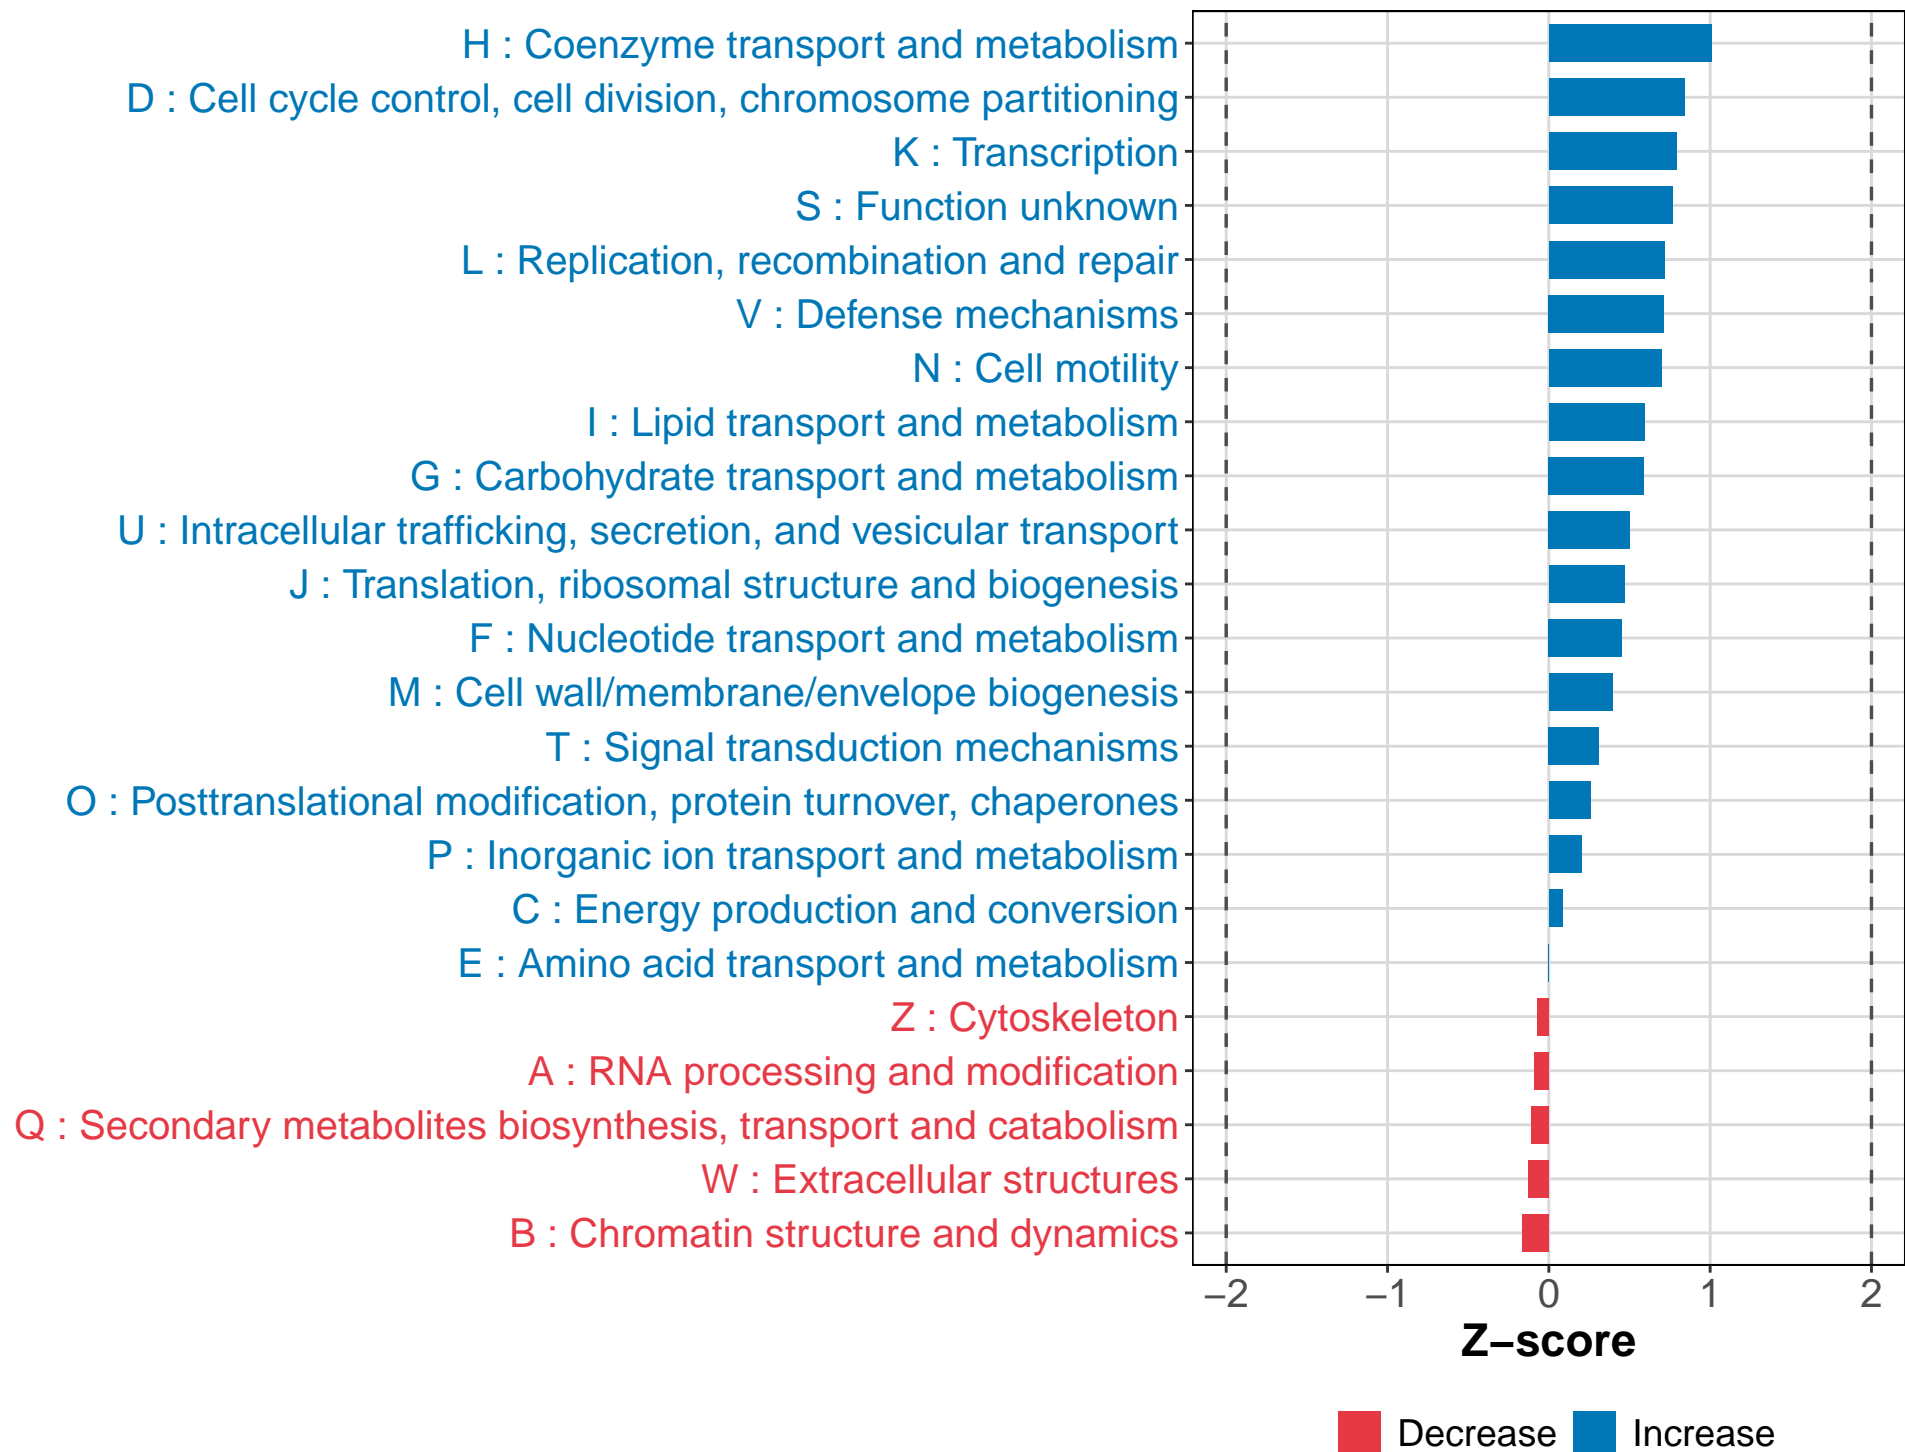 H : Coenzyme transport and metabolism
D : Cell cycle control, cell division, chromosome partitioning
K : Transcription
S : Function unknown
L : Replication, recombination and repair
V : Defense mechanisms
N : Cell motility
I : Lipid transport and metabolism
G : Carbohydrate transport and metabolism
U : Intracellular trafficking, secretion, and vesicular transport
J : Translation, ribosomal structure and biogenesis
F : Nucleotide transport and metabolism
M : Cell wall/membrane/envelope biogenesis
T : Signal transduction mechanisms
O : Posttranslational modification, protein turnover, chaperones
P : Inorganic ion transport and metabolism
C : Energy production and conversion
E : Amino acid transport and metabolism
Z : Cytoskeleton
A : RNA processing and modification
Q : Secondary metabolites biosynthesis, transport and catabolism
W : Extracellular structures
B : Chromatin structure and dynamics
−2 −1 0 1 2
Z−score
Decrease Increase